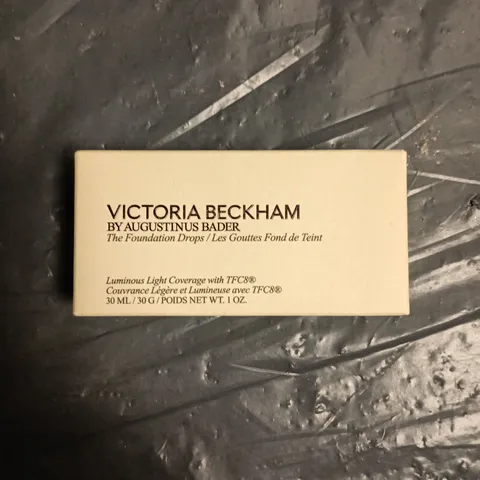 VICTORIA BECKHAM
BY AUGUSTINUS BADER
The Foundation Drops / Les Gouttes Fond de Teint
Luminous Light Coverage with TFC8®
Couvrance Légère et Lumineuse avec TFC8®
30 ML / 30 G / POIDS NET WT. 1 OZ.